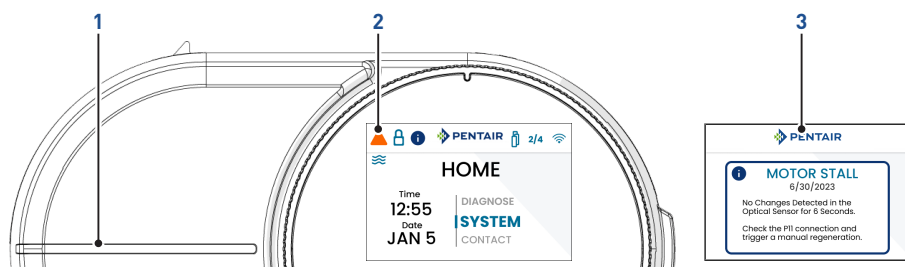 1
2
3
PENTAIR 2/4
HOME
Time
12:55
Date
JAN 5
DIAGNOSE
SYSTEM
CONTACT
PENTAIR
i MOTOR STALL
6/30/2023
No Changes Detected in the
Optical Sensor for 6 Seconds.
Check the P11 connection and
trigger a manual regeneration.